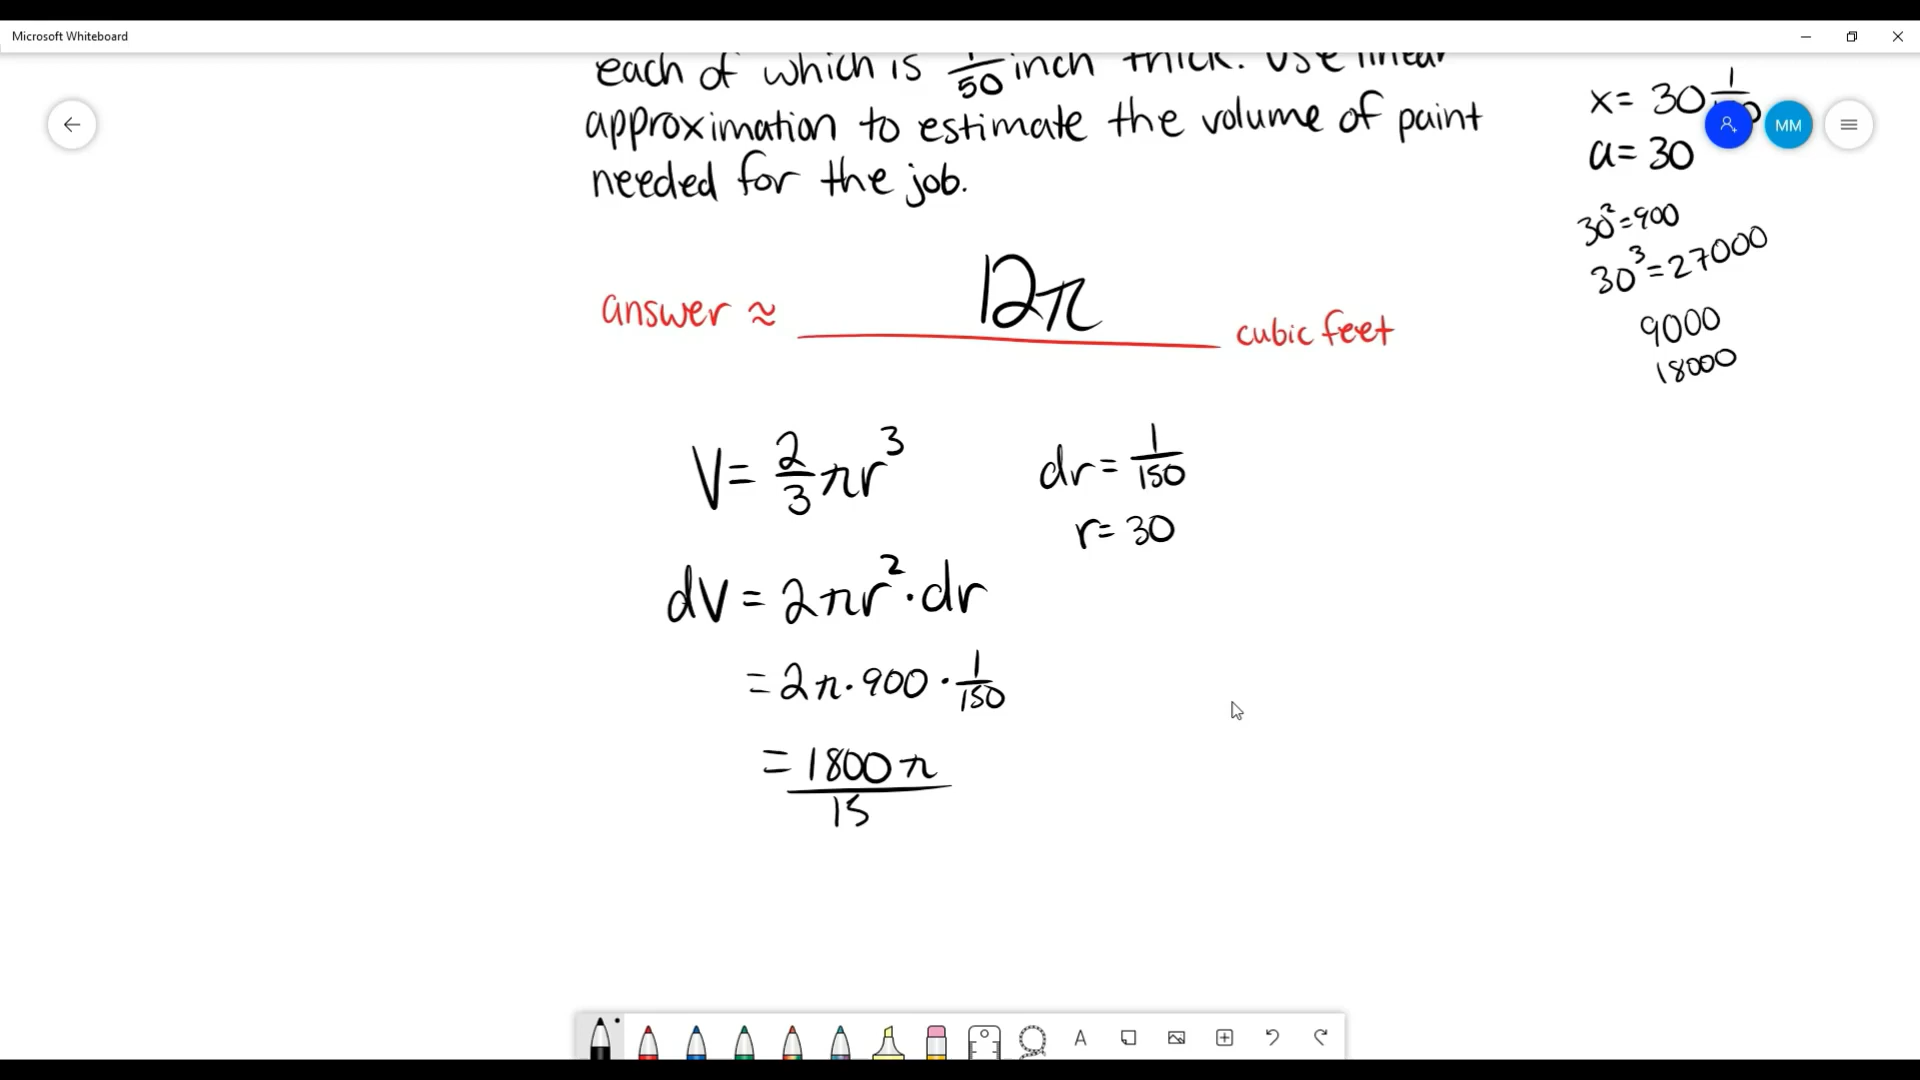 Microsoft Whiteboard
each of which is 1/50 inch thick. Use linear
approximation to estimate the volume of paint
needed for the job.
answer ≈ 12π cubic feet
V = 2/3 πr³
dV = 2πr² · dr
= 2π · 900 · 1/150
= 1800π/15
dr = 1/150
r = 30
x = 30
a = 30
30² = 900
30³ = 27000
9000
18000
MM
A